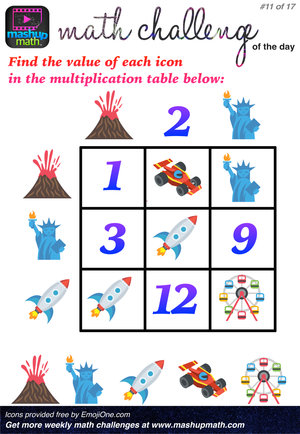 #11 of 17
mashup
math
math challenge
of the day
Find the value of each icon
in the multiplication table below:
2
1
3 9
12
Icons provided free by EmojiOne.com
Get more weekly math challenges at www.mashupmath.com